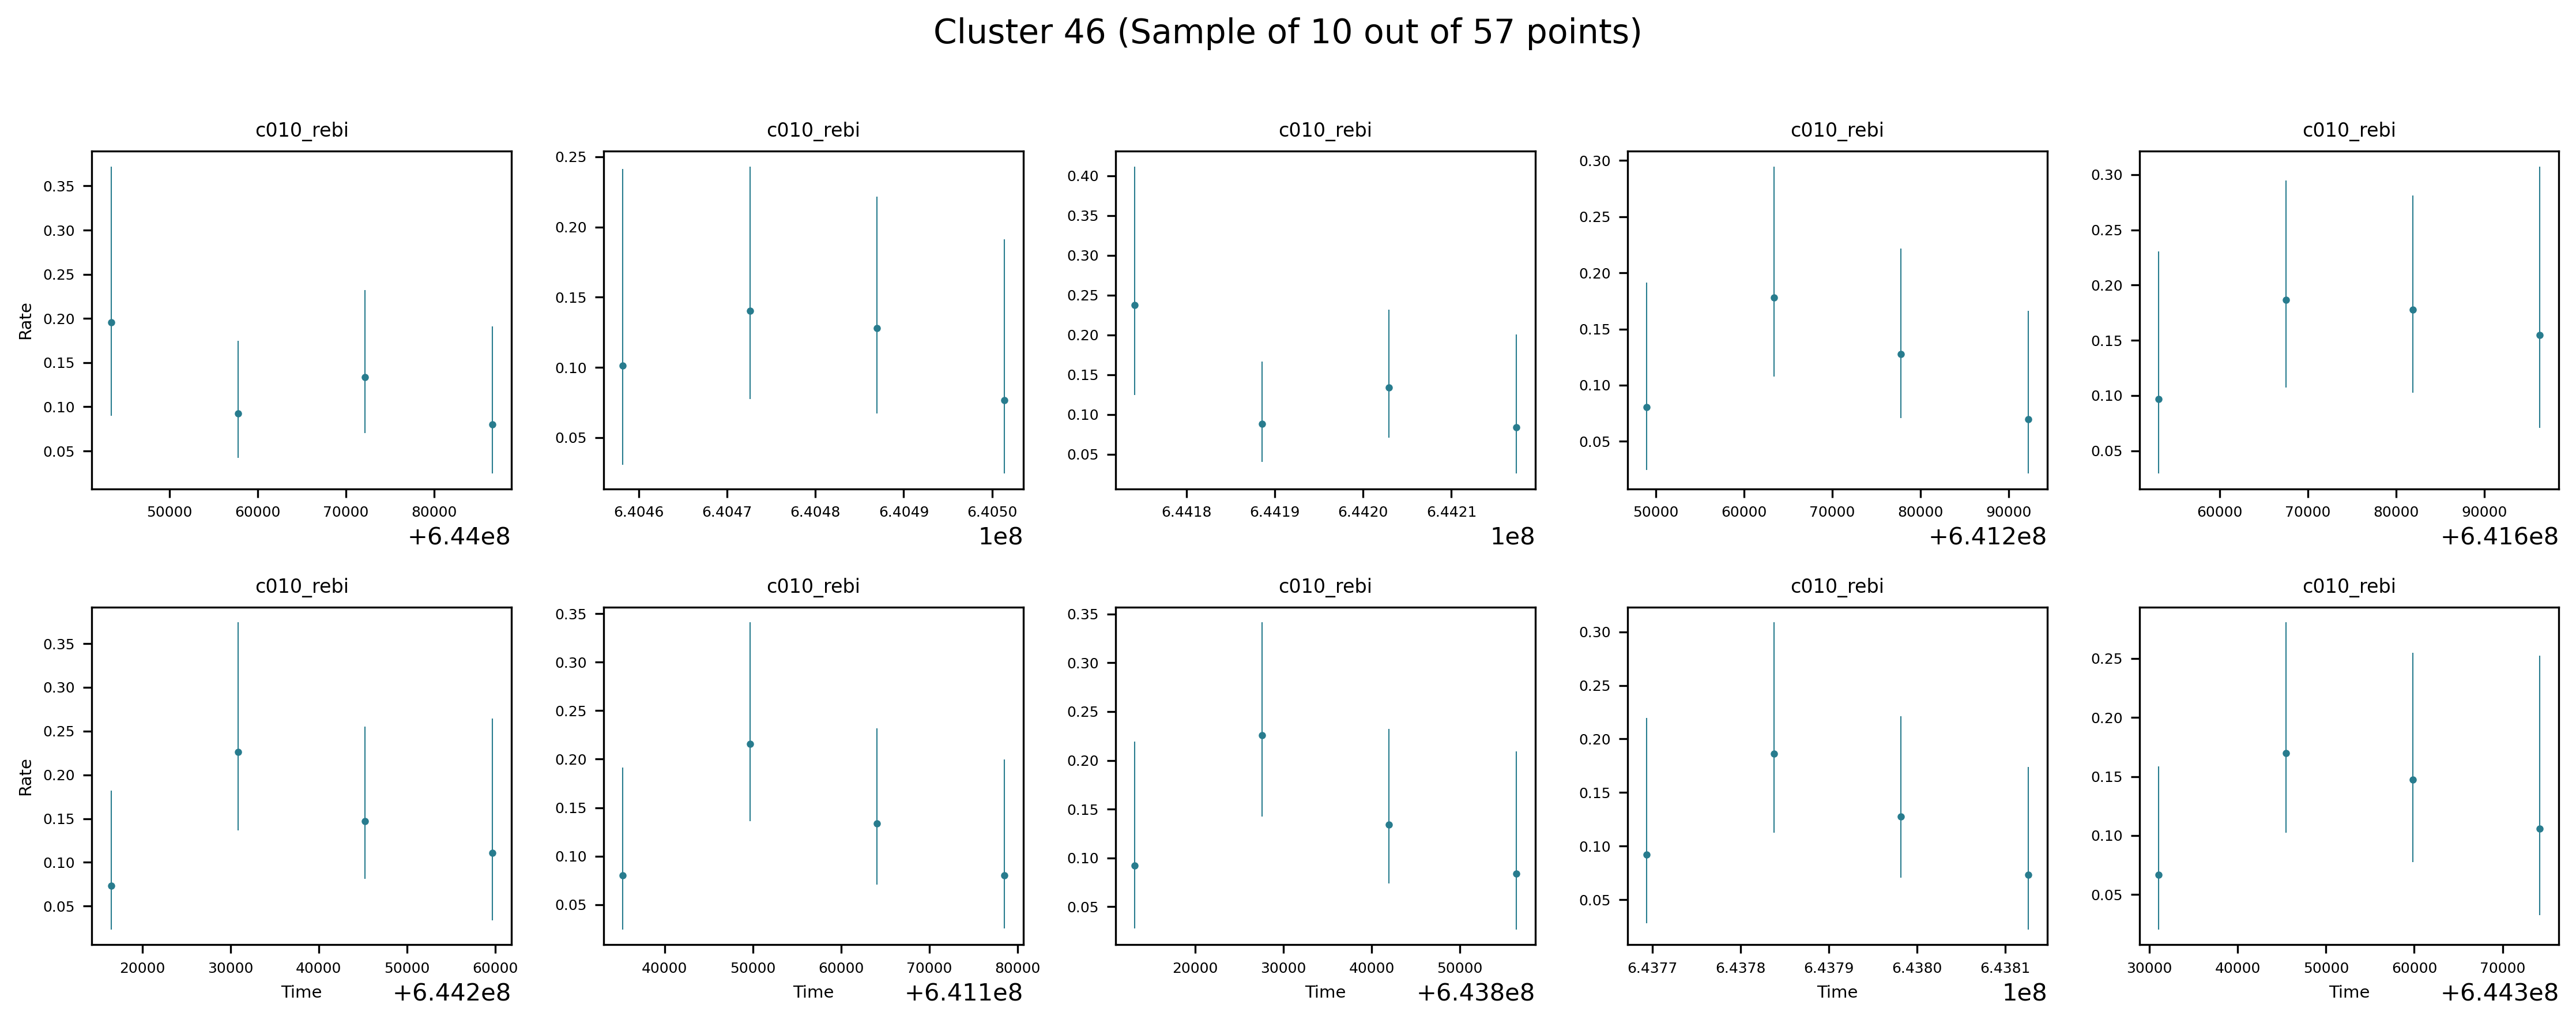 Cluster 46 (Sample of 10 out of 57 points)
c010_rebi c010_rebi c010_rebi c010_rebi c010_rebi
Rate
0.35
0.30
0.25
0.20
0.15
0.10
0.05
50000 60000 70000 80000
+6.44e8
0.25
0.20
0.15
0.10
0.05
6.4046 6.4047 6.4048 6.4049 6.4050
1e8
0.40
0.35
0.30
0.25
0.20
0.15
0.10
0.05
6.4418 6.4419 6.4420 6.4421
1e8
0.30
0.25
0.20
0.15
0.10
0.05
50000 60000 70000 80000 90000
+6.412e8
0.30
0.25
0.20
0.15
0.10
0.05
60000 70000 80000 90000
+6.416e8
c010_rebi c010_rebi c010_rebi c010_rebi c010_rebi
Rate
0.35
0.30
0.25
0.20
0.15
0.10
0.05
20000 30000 40000 50000 60000
Time +6.442e8
0.35
0.30
0.25
0.20
0.15
0.10
0.05
40000 50000 60000 70000 80000
Time +6.411e8
0.35
0.30
0.25
0.20
0.15
0.10
0.05
20000 30000 40000 50000
Time +6.438e8
0.30
0.25
0.20
0.15
0.10
0.05
6.4377 6.4378 6.4379 6.4380 6.4381
Time 1e8
0.25
0.20
0.15
0.10
0.05
30000 40000 50000 60000 70000
Time +6.443e8